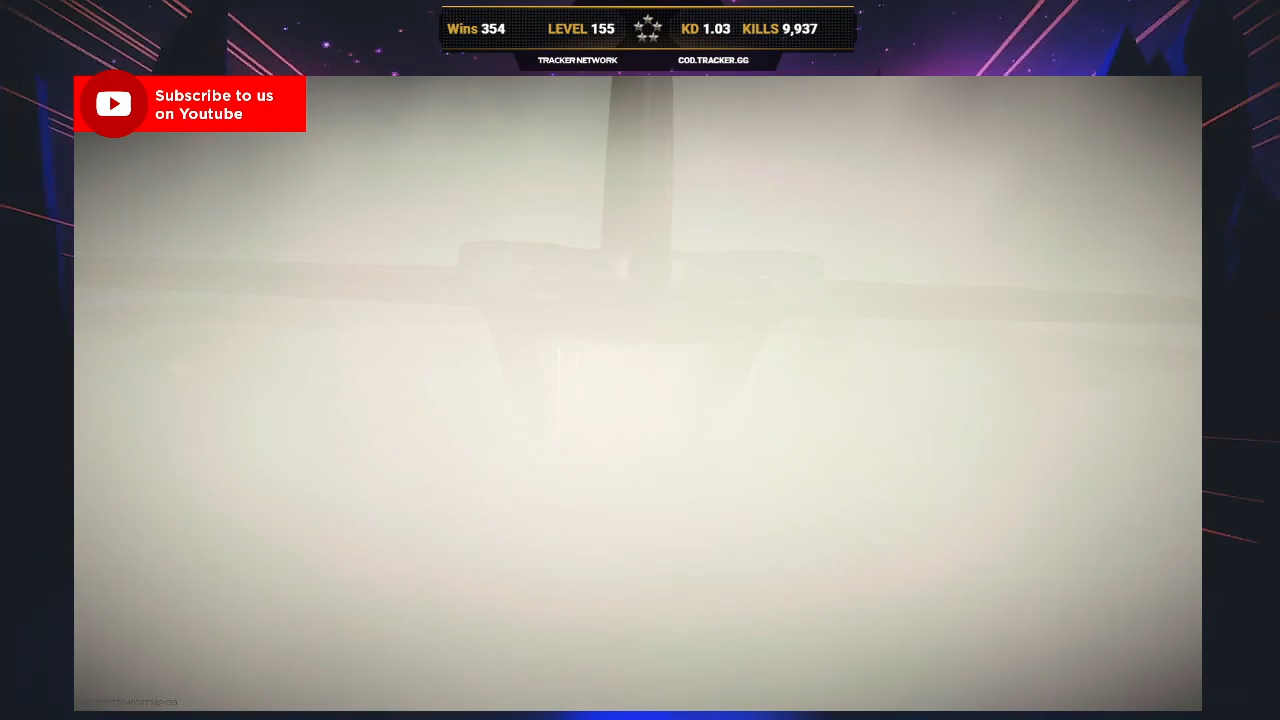 Wins 354 LEVEL 155 KD 1.03 KILLS 9,937
TRACKER NETWORK COD.TRACKER.GG
Subscribe to us
on Youtube